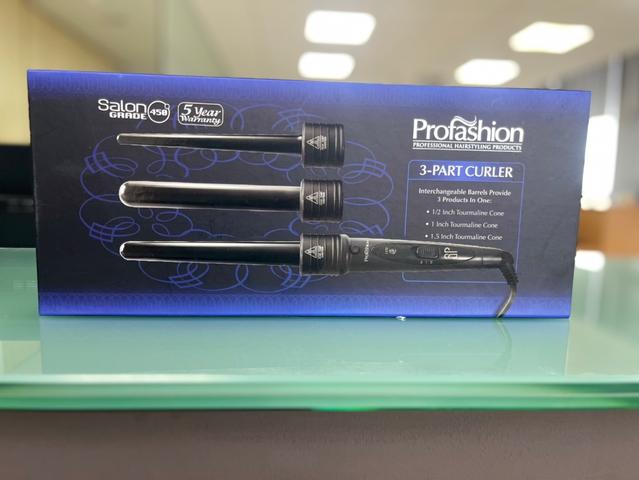 Salon
GRADE
450°
5 Year
Warranty
Profashion
PROFESSIONAL HAIRSTYLING PRODUCTS
3-PART CURLER
Interchangeable Barrels Provide
3 Products in One:
• 1/2 Inch Tourmaline Cone
• 1 Inch Tourmaline Cone
• 1.5 Inch Tourmaline Cone